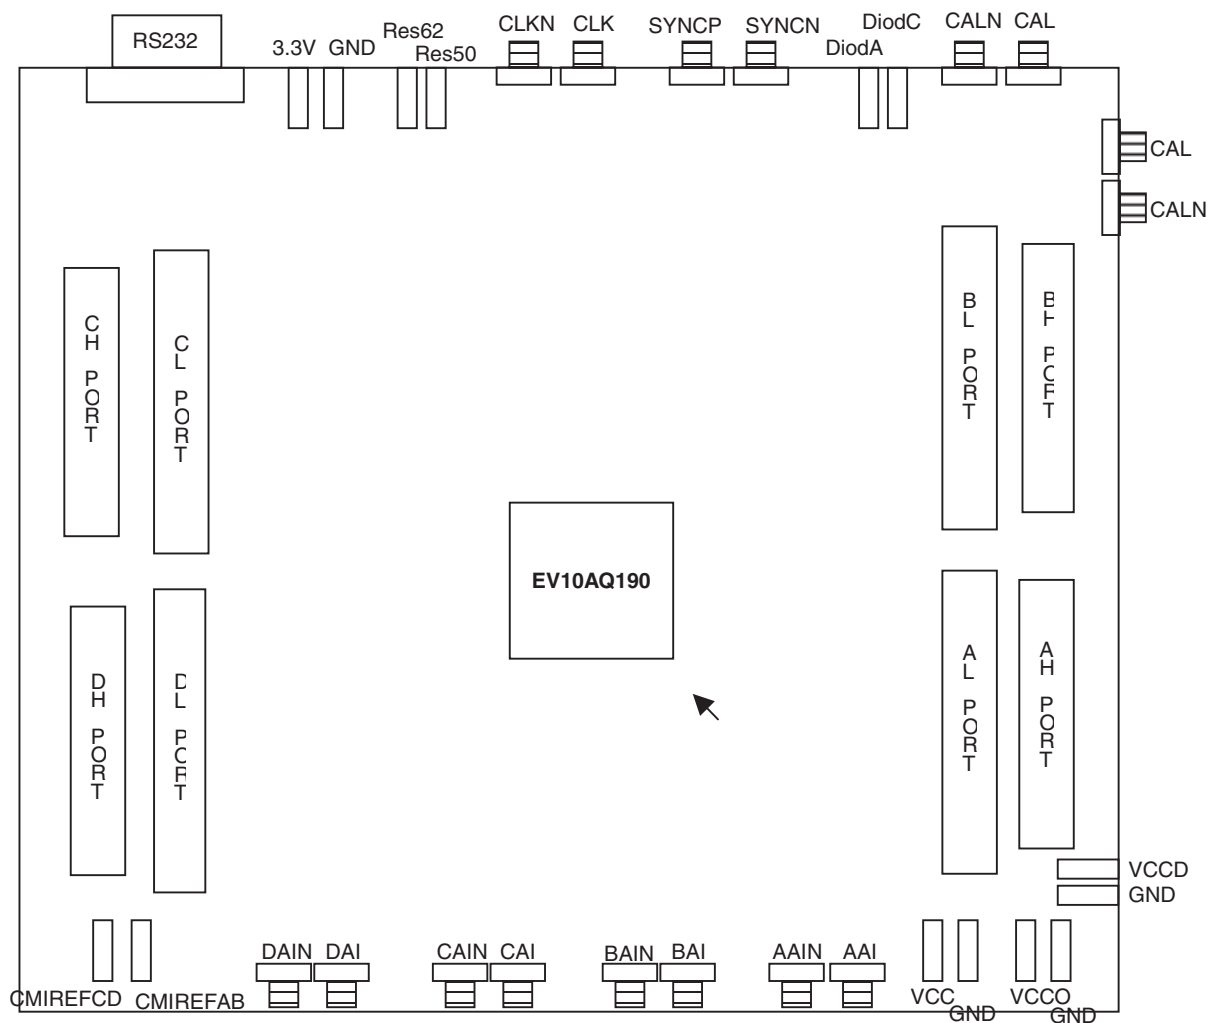 RS232
3.3V
GND
Res62
Res50
CLKN
CLK
SYNCP
SYNCN
DiodC
DiodA
CALN
CAL
CAL
CALN
CH PORT
CL PORT
BL PORT
BH PORT
EV10AQ190
DH PORT
DL PORT
AL PORT
AH PORT
VCCD
GND
CMIREFCD
CMIREFAB
DAIN
DAI
CAIN
CAI
BAIN
BAI
AAIN
AAI
VCC
GND
VCCO
GND